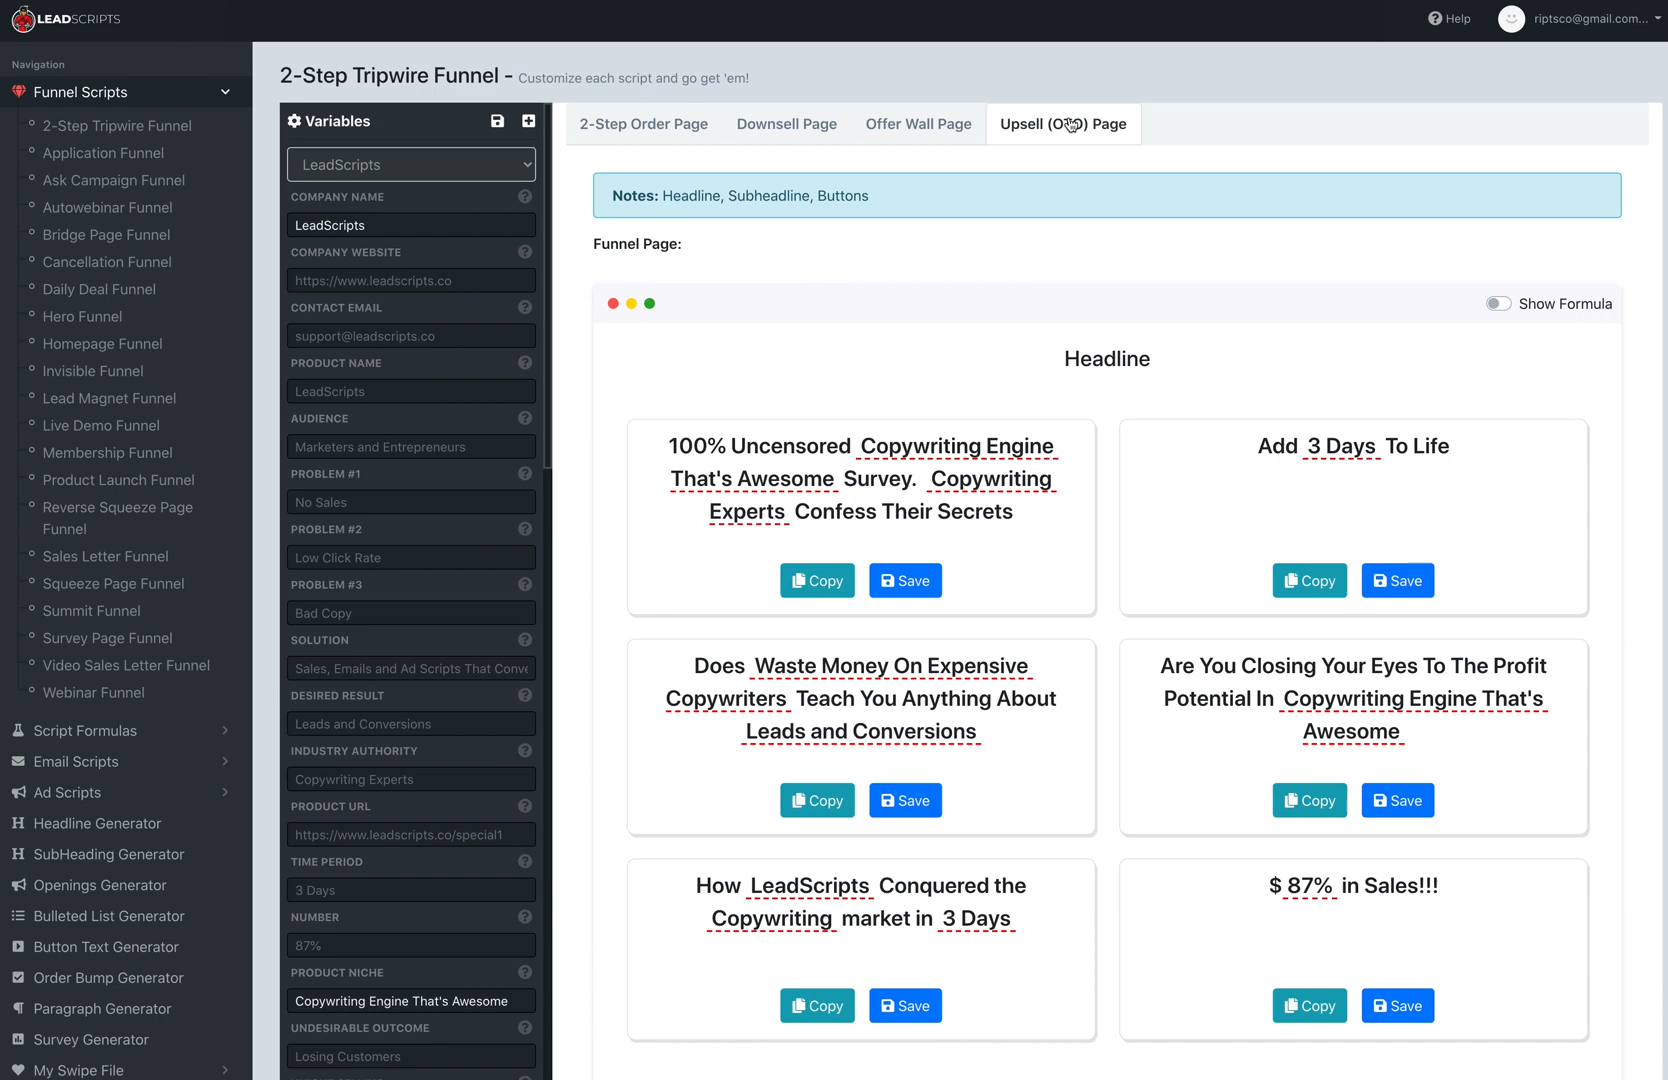 LEADSCRIPTS
Help
riptsco@gmail.com...
Navigation
Funnel Scripts
2-Step Tripwire Funnel
Application Funnel
Ask Campaign Funnel
Autowebinar Funnel
Bridge Page Funnel
Cancellation Funnel
Daily Deal Funnel
Hero Funnel
Homepage Funnel
Invisible Funnel
Lead Magnet Funnel
Live Demo Funnel
Membership Funnel
Product Launch Funnel
Reverse Squeeze Page
Funnel
Sales Letter Funnel
Squeeze Page Funnel
Summit Funnel
Survey Page Funnel
Video Sales Letter Funnel
Webinar Funnel
Script Formulas
Email Scripts
Ad Scripts
Headline Generator
SubHeading Generator
Openings Generator
Bulleted List Generator
Button Text Generator
Order Bump Generator
Paragraph Generator
Survey Generator
My Swipe File
2-Step Tripwire Funnel - Customize each script and go get 'em!
Variables
LeadScripts
COMPANY NAME
LeadScripts
COMPANY WEBSITE
https://www.leadscripts.co
CONTACT EMAIL
support@leadscripts.co
PRODUCT NAME
LeadScripts
AUDIENCE
Marketers and Entrepreneurs
PROBLEM #1
No Sales
PROBLEM #2
Low Click Rate
PROBLEM #3
Bad Copy
SOLUTION
Sales, Emails and Ad Scripts That Conve
DESIRED RESULT
Leads and Conversions
INDUSTRY AUTHORITY
Copywriting Experts
PRODUCT URL
https://www.leadscripts.co/special1
TIME PERIOD
3 Days
NUMBER
87%
PRODUCT NICHE
Copywriting Engine That's Awesome
UNDESIRABLE OUTCOME
Losing Customers
2-Step Order Page
Downsell Page
Offer Wall Page
Upsell (OTO) Page
Notes: Headline, Subheadline, Buttons
Funnel Page:
Show Formula
Headline
100% Uncensored Copywriting Engine
That's Awesome Survey. Copywriting
Experts Confess Their Secrets
Copy
Save
Add 3 Days To Life
Copy
Save
Does Waste Money On Expensive
Copywriters Teach You Anything About
Leads and Conversions
Copy
Save
Are You Closing Your Eyes To The Profit
Potential In Copywriting Engine That's
Awesome
Copy
Save
How LeadScripts Conquered the
Copywriting market in 3 Days
Copy
Save
$ 87% in Sales!!!
Copy
Save